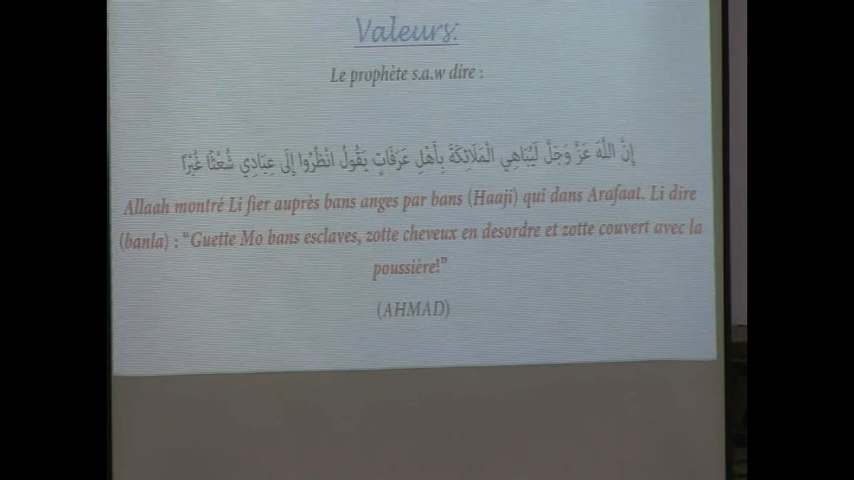 Valeurs:
Le prophète s.a.w dire :
إِنَّ اللَّهَ عَزَّ وَجَلَّ لَيُبَاهِي الْمَلَائِكَةَ بِأَهْلِ عَرَفَاتٍ يَقُولُ انْظُرُوا إِلَى عِبَادِي شُعْثًا غُبْرًا
Allaah montré Li fier auprès bans anges par bans (Haaji) qui dans Arafaat. Li dire
(banla) : "Guette Mo bans esclaves, zotte cheveux en desordre et zotte couvert avec la
poussière!"
(AHMAD)